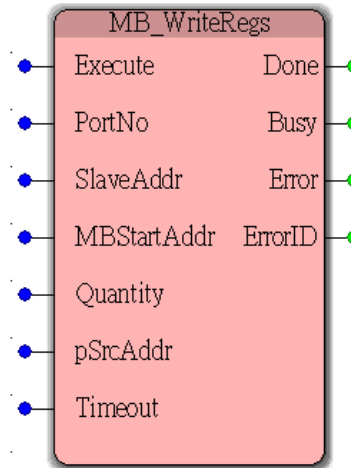 MB_WriteRegs
Execute Done
PortNo Busy
SlaveAddr Error
MBStartAddr ErrorID
Quantity
pSrcAddr
Timeout